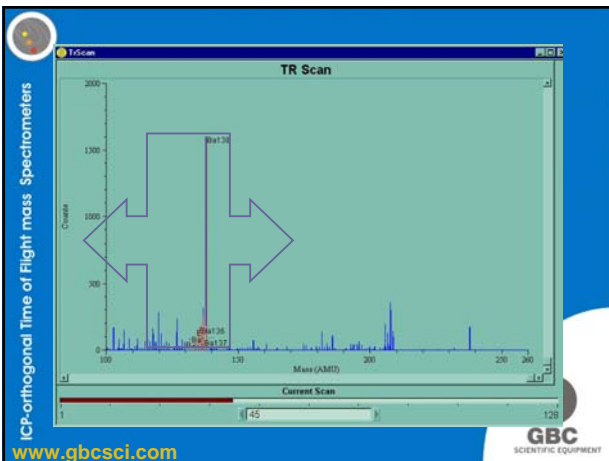 TrScan
TR Scan
2000
1500
1000
500
0
Counts
Ba138
Ba136
Ba137
100
150
200
250
260
Mass (AMU)
Current Scan
1
45
128
ICP-orthogonal Time of Flight mass Spectrometers
www.gbcsci.com
GBC
SCIENTIFIC EQUIPMENT